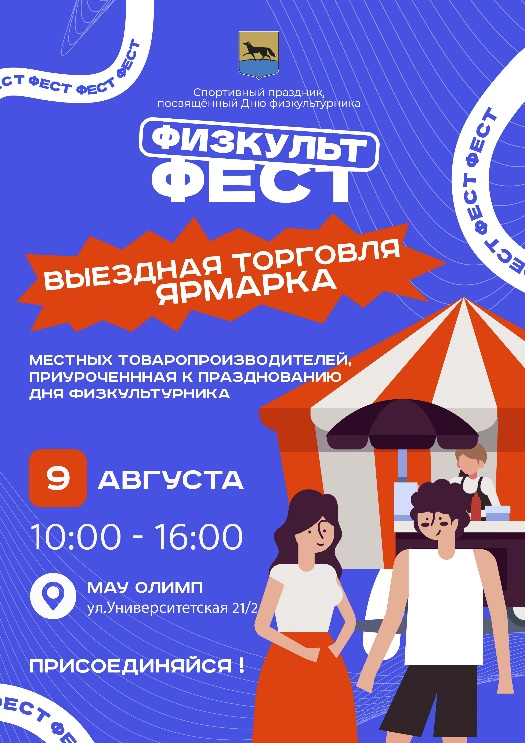 ФЕСТ ФЕСТ ФЕСТ
Спортивный праздник,
посвящённый Дню физкультурника
ФИЗКУЛЬТ
ФЕСТ
ФЕСТ ФЕСТ ФЕСТ
ВЫЕЗДНАЯ ТОРГОВЛЯ
ЯРМАРКА
МЕСТНЫХ ТОВАРОПРОИЗВОДИТЕЛЕЙ,
ПРИУРОЧЕНННАЯ К ПРАЗДНОВАНИЮ
ДНЯ ФИЗКУЛЬТУРНИКА
9 АВГУСТА
10:00 - 16:00
МАУ ОЛИМП
ул.Университетская 21/2
ПРИСОЕДИНЯЙСЯ !
ФЕСТ ФЕСТ